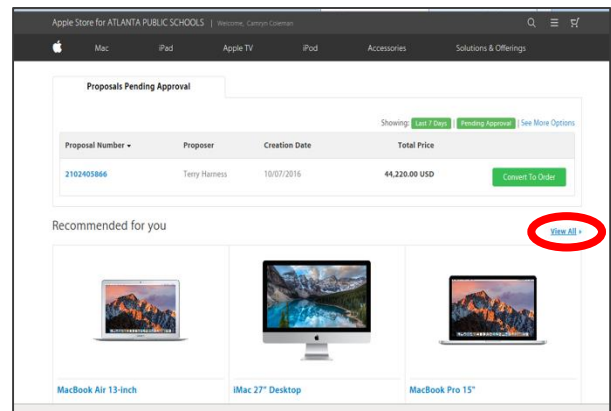 Apple Store for ATLANTA PUBLIC SCHOOLS | Welcome, Camryn Coleman
Mac iPad Apple TV iPod Accessories Solutions & Offerings
Proposals Pending Approval
Showing: Last 7 Days | Pending Approval | See More Options
Proposal Number Proposer Creation Date Total Price
2102405866 Terry Harness 10/07/2016 44,220.00 USD Convert To Order
Recommended for you View All
MacBook Air 13-inch iMac 27" Desktop MacBook Pro 15"